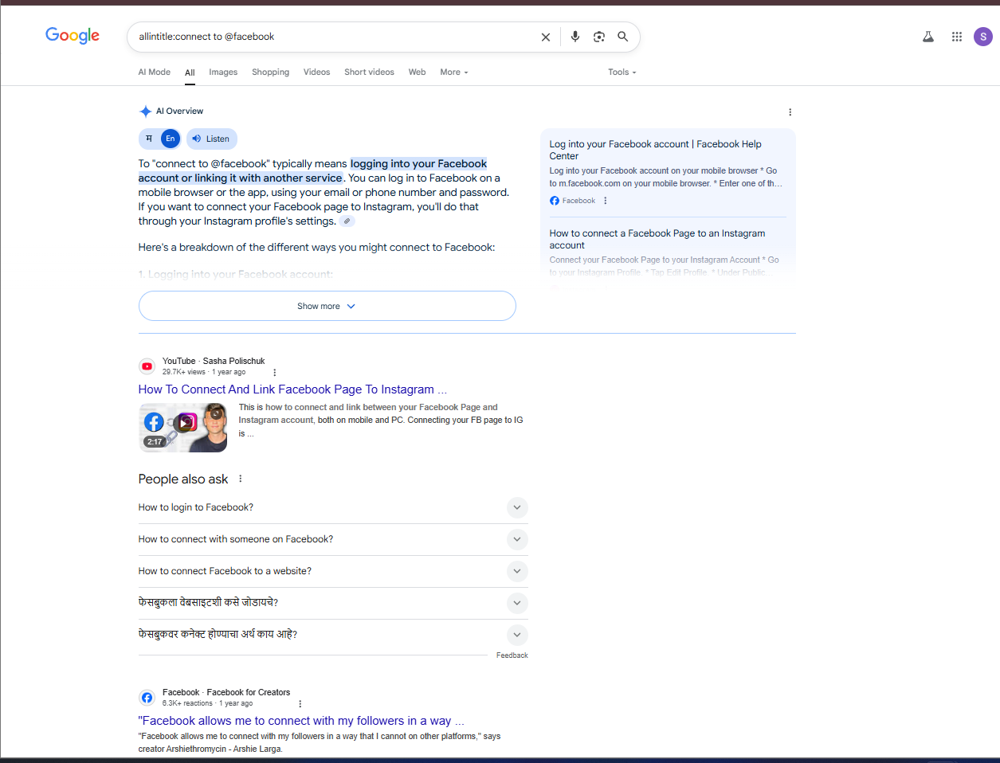 Google
allintitle:connect to @facebook
S
AI Mode
All
Images
Shopping
Videos
Short videos
Web
More
Tools
AI Overview
म
En
Listen
To "connect to @facebook" typically means logging into your Facebook
account or linking it with another service. You can log in to Facebook on a
mobile browser or the app, using your email or phone number and password.
If you want to connect your Facebook page to Instagram, you'll do that
through your Instagram profile's settings.
Here's a breakdown of the different ways you might connect to Facebook:
1. Logging into your Facebook account:
Show more
Log into your Facebook account | Facebook Help
Center
Log into your Facebook account on your mobile browser * Go
to m.facebook.com on your mobile browser. * Enter one of th...
Facebook
How to connect a Facebook Page to an Instagram
account
Connect your Facebook Page to your Instagram Account * Go
to your Instagram Profile. * Tap Edit Profile. * Under Public...
YouTube · Sasha Polischuk
29.7K+ views · 1 year ago
How To Connect And Link Facebook Page To Instagram ...
2:17
This is how to connect and link between your Facebook Page and
Instagram account, both on mobile and PC. Connecting your FB page to IG
is ...
People also ask
How to login to Facebook?
How to connect with someone on Facebook?
How to connect Facebook to a website?
फेसबुकला वेबसाइटशी कसे जोडायचे?
फेसबुकवर कनेक्ट होण्याचा अर्थ काय आहे?
Feedback
Facebook · Facebook for Creators
6.3K+ reactions · 1 year ago
"Facebook allows me to connect with my followers in a way ...
"Facebook allows me to connect with my followers in a way that I cannot on other platforms," says
creator Arshiethromycin - Arshie Larga.